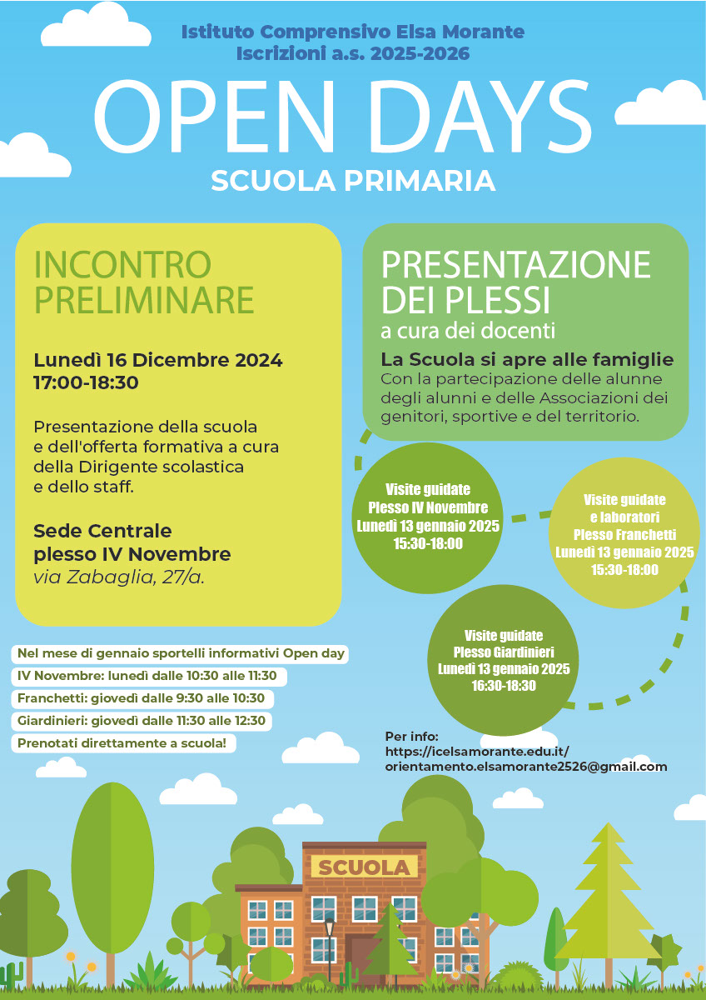 Istituto Comprensivo Elsa Morante
Iscrizioni a.s. 2025-2026
OPEN DAYS
SCUOLA PRIMARIA
INCONTRO
PRELIMINARE
Lunedì 16 Dicembre 2024
17:00-18:30
Presentazione della scuola
e dell'offerta formativa a cura
della Dirigente scolastica
e dello staff.
Sede Centrale
plesso IV Novembre
via Zabaglia, 27/a.
PRESENTAZIONE
DEI PLESSI
a cura dei docenti
La Scuola si apre alle famiglie
Con la partecipazione delle alunne
degli alunni e delle Associazioni dei
genitori, sportive e del territorio.
Visite guidate
Plesso IV Novembre
Lunedì 13 gennaio 2025
15:30-18:00
Visite guidate
e laboratori
Plesso Franchetti
Lunedì 13 gennaio 2025
15:30-18:00
Visite guidate
Plesso Giardinieri
Lunedì 13 gennaio 2025
16:30-18:30
Nel mese di gennaio sportelli informativi Open day
IV Novembre: lunedì dalle 10:30 alle 11:30
Franchetti: giovedì dalle 9:30 alle 10:30
Giardinieri: giovedì dalle 11:30 alle 12:30
Prenotati direttamente a scuola!
Per info:
https://icelsamorante.edu.it/
orientamento.elsamorante2526@gmail.com
SCUOLA